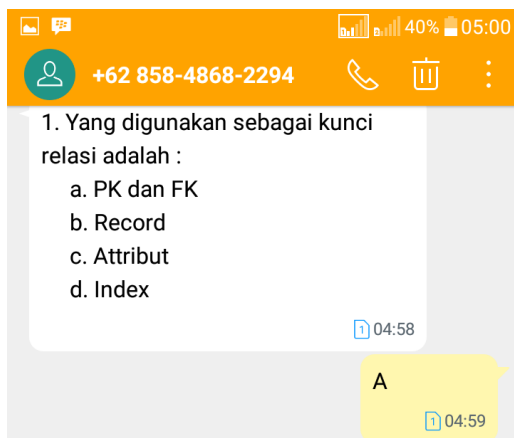 40% 05:00
+62 858-4868-2294
1. Yang digunakan sebagai kunci
relasi adalah :
a. PK dan FK
b. Record
c. Attribut
d. Index
1 04:58
A
1 04:59